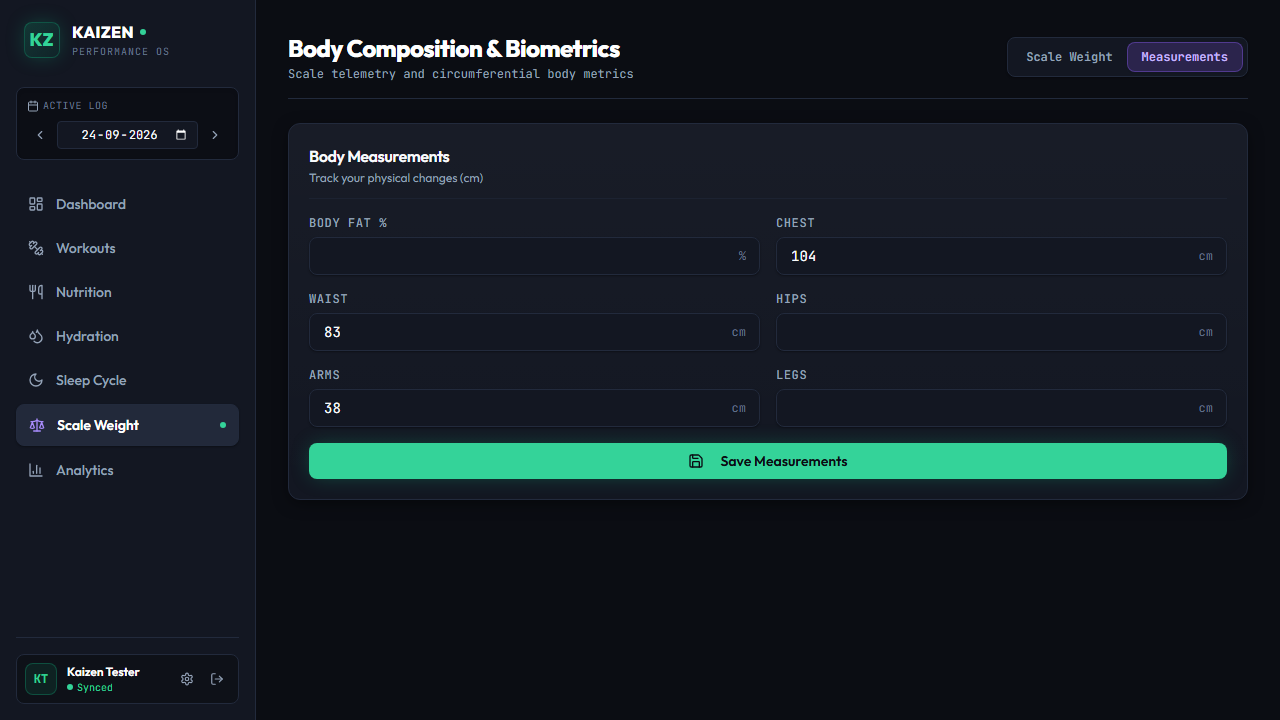 KZ
KAIZEN
PERFORMANCE OS
ACTIVE LOG
24-09-2026
Dashboard
Workouts
Nutrition
Hydration
Sleep Cycle
Scale Weight
Analytics
KT
Kaizen Tester
Synced
Body Composition & Biometrics
Scale telemetry and circumferential body metrics
Scale Weight
Measurements
Body Measurements
Track your physical changes (cm)
BODY FAT %
%
CHEST
104 cm
WAIST
83 cm
HIPS
cm
ARMS
38 cm
LEGS
cm
Save Measurements